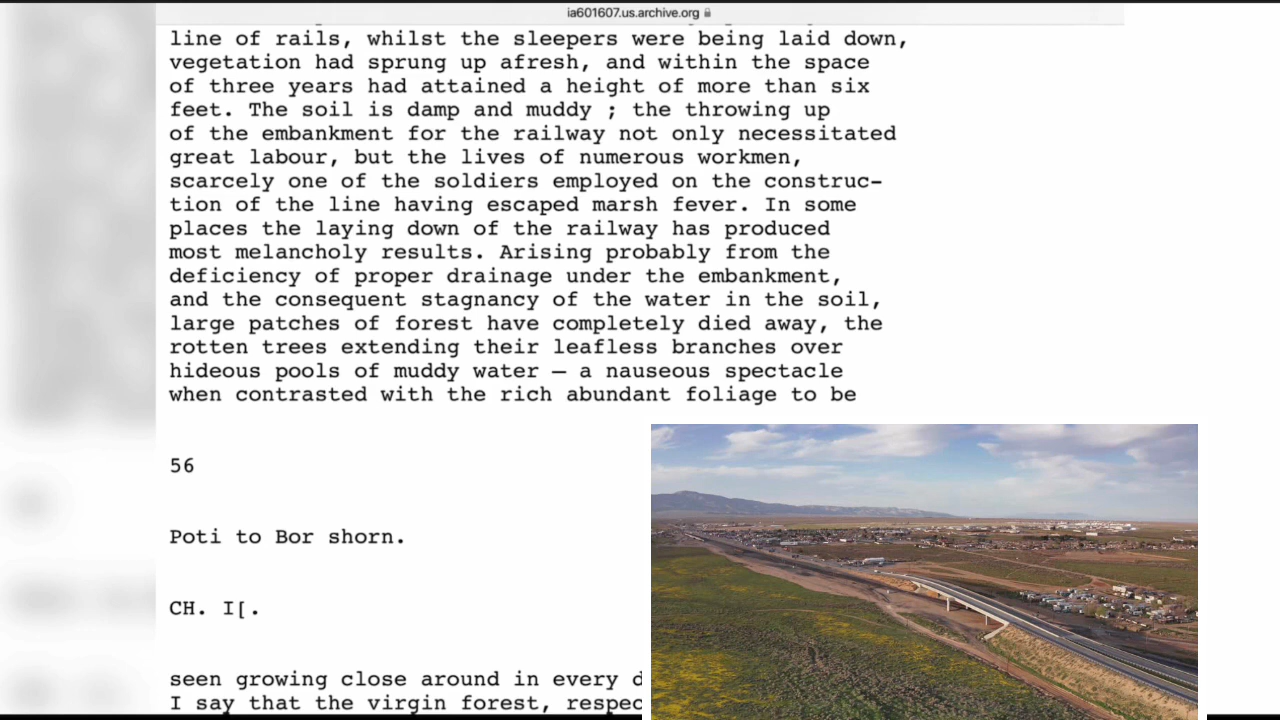 ia601607.us.archive.org
line of rails, whilst the sleepers were being laid down,
vegetation had sprung up afresh, and within the space
of three years had attained a height of more than six
feet. The soil is damp and muddy ; the throwing up
of the embankment for the railway not only necessitated
great labour, but the lives of numerous workmen,
scarcely one of the soldiers employed on the construc-
tion of the line having escaped marsh fever. In some
places the laying down of the railway has produced
most melancholy results. Arising probably from the
deficiency of proper drainage under the embankment,
and the consequent stagnancy of the water in the soil,
large patches of forest have completely died away, the
rotten trees extending their leafless branches over
hideous pools of muddy water — a nauseous spectacle
when contrasted with the rich abundant foliage to be
56
Poti to Bor shorn.
CH. I[.
seen growing close around in every
I say that the virgin forest,